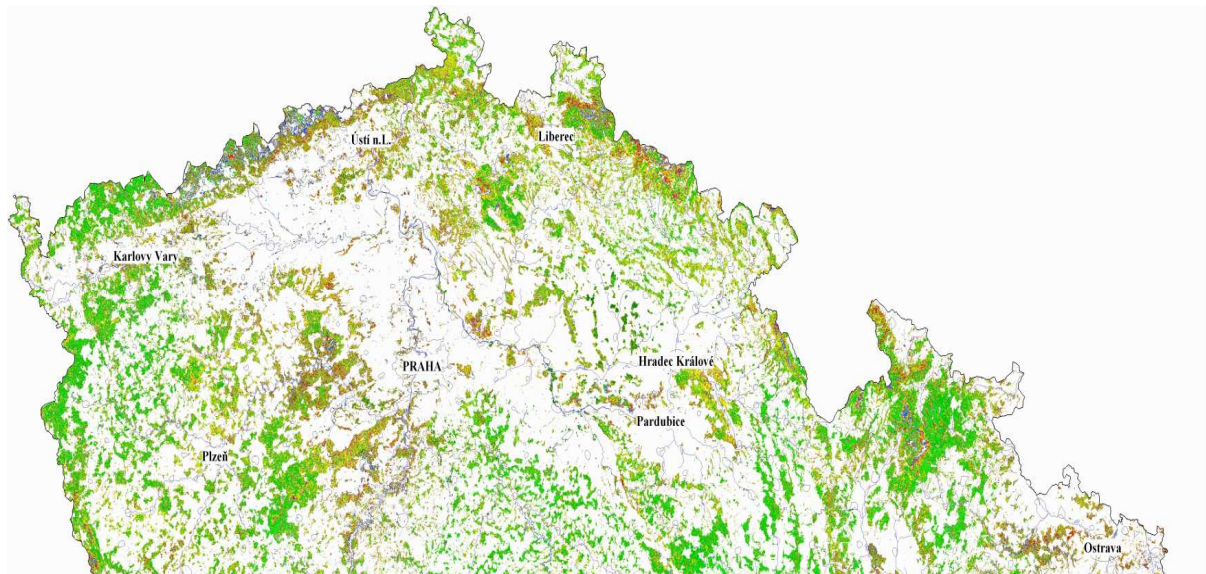 Ústí n.L.
Liberec
Karlovy Vary
PRAHA
Hradec Králové
Pardubice
Plzeň
Ostrava